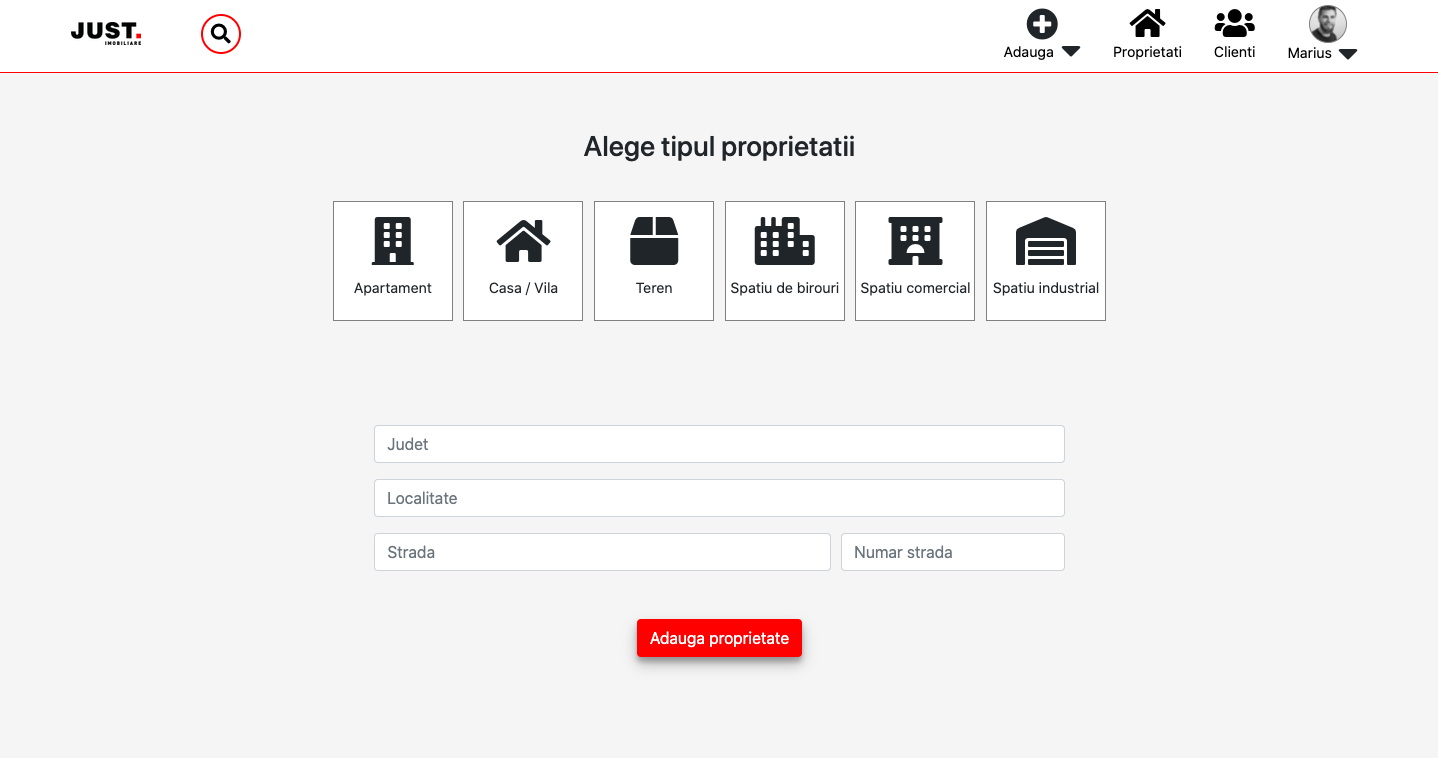 JUST.
IMOBILIARE
Adauga
Proprietati
Clienti
Marius
Alege tipul proprietatii
Apartament
Casa / Vila
Teren
Spatiu de birouri
Spatiu comercial
Spatiu industrial
Judet
Localitate
Strada
Numar strada
Adauga proprietate